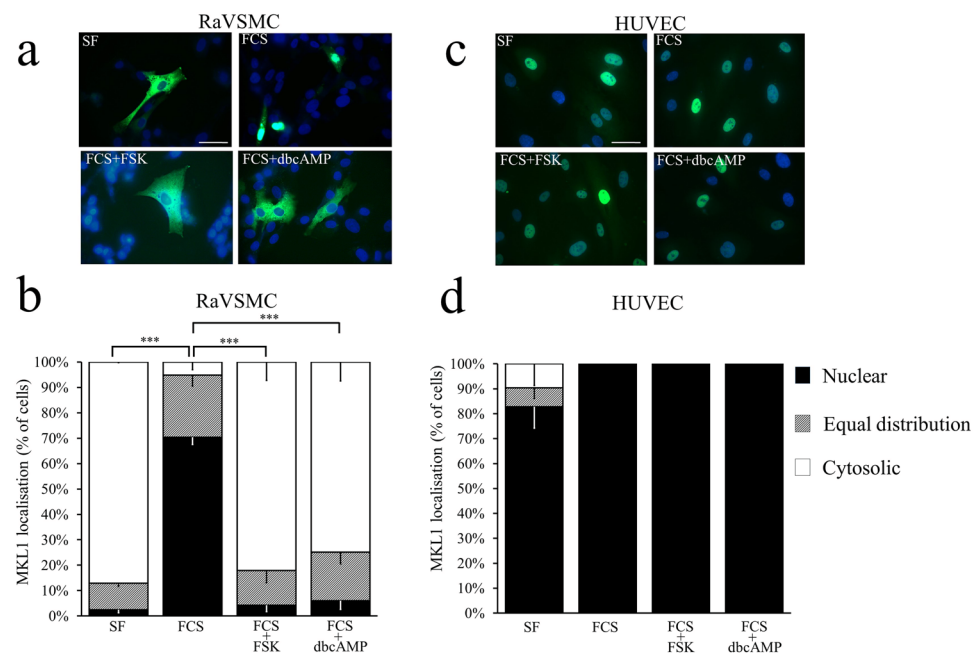 RaVSMC
a
SF
FCS
FCS+FSK
FCS+dbcAMP
HUVEC
c
SF
FCS
FCS+FSK
FCS+dbcAMP
b
RaVSMC
***
***
***
MKL1 localisation (% of cells)
100%
90%
80%
70%
60%
50%
40%
30%
20%
10%
0%
SF
FCS
FCS
+
FSK
FCS
+
dbcAMP
d
HUVEC
MKL1 localisation (% of cells)
100%
90%
80%
70%
60%
50%
40%
30%
20%
10%
0%
SF
FCS
FCS
+
FSK
FCS
+
dbcAMP
Nuclear
Equal distribution
Cytosolic